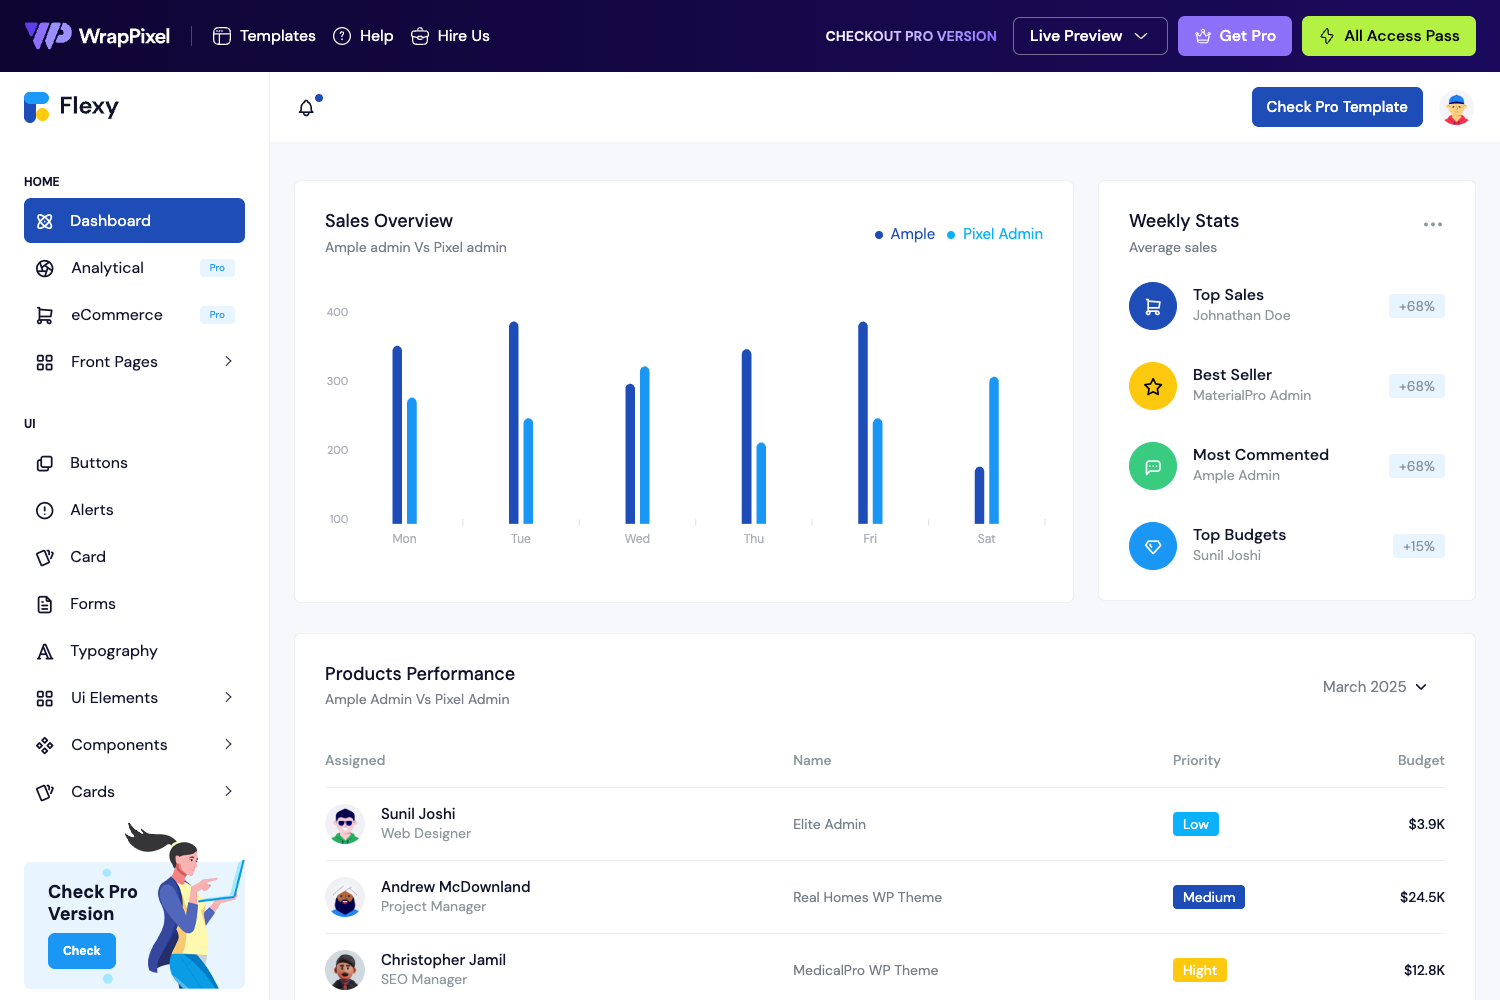 WrapPixel
Templates
Help
Hire Us
CHECKOUT PRO VERSION
Live Preview
Get Pro
All Access Pass
Flexy
Check Pro Template
HOME
Dashboard
Analytical Pro
eCommerce Pro
Front Pages
UI
Buttons
Alerts
Card
Forms
Typography
Ui Elements
Components
Cards
Check Pro
Version
Check
Sales Overview
Ample admin Vs Pixel admin
Ample Pixel Admin
400
300
200
100
Mon Tue Wed Thu Fri Sat
Weekly Stats
Average sales
Top Sales
Johnathan Doe
+68%
Best Seller
MaterialPro Admin
+68%
Most Commented
Ample Admin
+68%
Top Budgets
Sunil Joshi
+15%
Products Performance
Ample Admin Vs Pixel Admin
March 2025
Assigned Name Priority Budget
Sunil Joshi
Web Designer
Elite Admin Low $3.9K
Andrew McDownland
Project Manager
Real Homes WP Theme Medium $24.5K
Christopher Jamil
SEO Manager
MedicalPro WP Theme Hight $12.8K